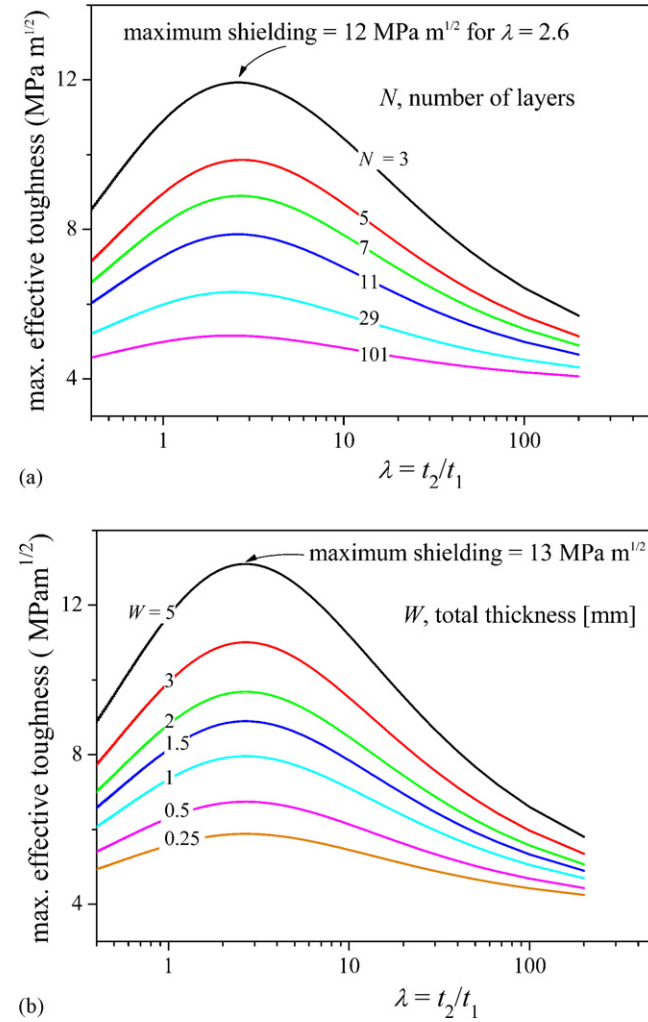 maximum shielding = 12 MPa m^1/2 for λ = 2.6
N, number of layers
max. effective toughness (MPa m^1/2)
12
8
4
N = 3
5
7
11
29
101
1
10
100
λ = t₂/t₁
(a)
maximum shielding = 13 MPa m^1/2
W, total thickness [mm]
max. effective toughness ( MPam^1/2)
12
8
4
W = 5
3
2
1.5
1
0.5
0.25
1
10
100
λ = t₂/t₁
(b)